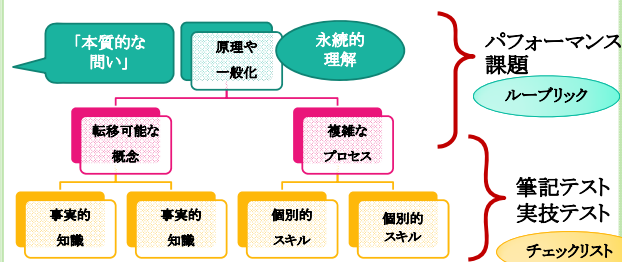 「本質的な
問い」
原理や
一般化
永続的
理解
パフォーマンス
課題
ルーブリック
転移可能な
概念
複雑な
プロセス
事実的
知識
事実的
知識
個別的
スキル
個別的
スキル
筆記テスト
実技テスト
チェックリスト